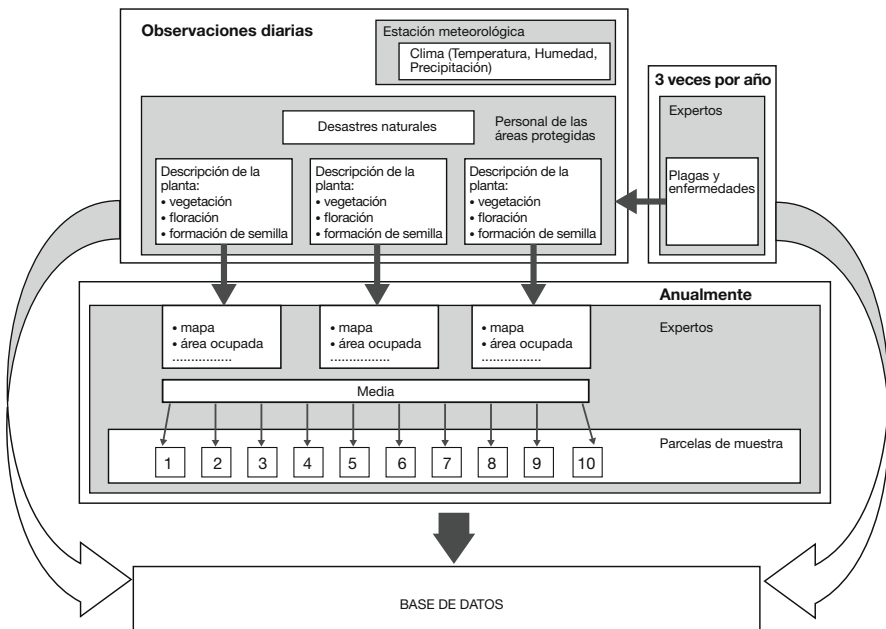 Observaciones diarias
Estación meteorológica
Clima (Temperatura, Humedad,
Precipitación)
3 veces por año
Expertos
Plagas y
enfermedades
Desastres naturales
Personal de las
áreas protegidas
Descripción de la
planta:
• vegetación
• floración
• formación de semilla
Descripción de la
planta:
• vegetación
• floración
• formación de semilla
Descripción de la
planta:
• vegetación
• floración
• formación de semilla
Anualmente
Expertos
• mapa
• área ocupada
................
• mapa
• área ocupada
................
• mapa
• área ocupada
................
Media
Parcelas de muestra
1 2 3 4 5 6 7 8 9 10
BASE DE DATOS